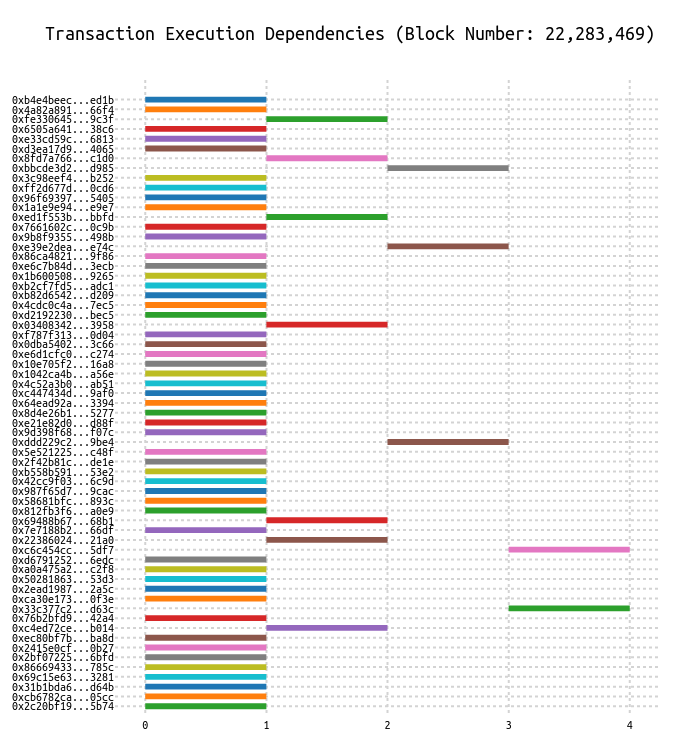 Transaction Execution Dependencies (Block Number: 22,283,469)
0xb4e4beec...ed1b
0x4a82a891...66f4
0xfe330645...9c3f
0x6505a641...38c6
0xe33cd59c...6813
0xd3ea17d9...4065
0x8fd7a766...c1d0
0xbbcde3d2...d985
0x3c98eef4...b252
0xff2d677d...0cd6
0x96f69397...5405
0x1a1e9e94...e9e7
0xed1f553b...bbfd
0x7661602c...0c9b
0x9b8f9355...498b
0xe39e2dea...e74c
0x86ca4821...9f86
0xe6c7b84d...3ecb
0x1b600508...9265
0xb2cf7fd5...adc1
0xb82d6542...d209
0x4cdc0c4a...7ec5
0xd2192230...bec5
0x03408342...3958
0xf787f313...0d04
0x0dba5402...3c66
0xe6d1cfc0...c274
0x10e705f2...16a8
0x1042ca4b...a56e
0x4c52a3b0...ab51
0xc447434d...9af0
0x64ead92a...3394
0x8d4e26b1...5277
0xe21e82d0...d88f
0x9d398f68...f07c
0xddd229c2...9be4
0x5e521225...c48f
0x2f42b81c...de1e
0xb558b591...53e2
0x42cc9f03...6c9d
0x987f65d7...9cac
0x58681bfc...893c
0x812fb3f6...a0e9
0x69488b67...68b1
0x7e7188b2...66df
0x22386024...21a0
0xc6c454cc...5df7
0xd6791252...6edc
0xa0a475a2...c2f8
0x50281863...53d3
0x2ead1987...2a5c
0xca30e173...0f3e
0x33c377c2...d63c
0x76b2bfd9...42a4
0xc4ed72ce...b014
0xec80bf7b...ba8d
0x2415e0cf...0b27
0x2bf07225...6bfd
0x86669433...785c
0x69c15e63...3281
0x31b1bda6...d64b
0xcb6782ca...05cc
0x2c20bf19...5b74
0 1 2 3 4